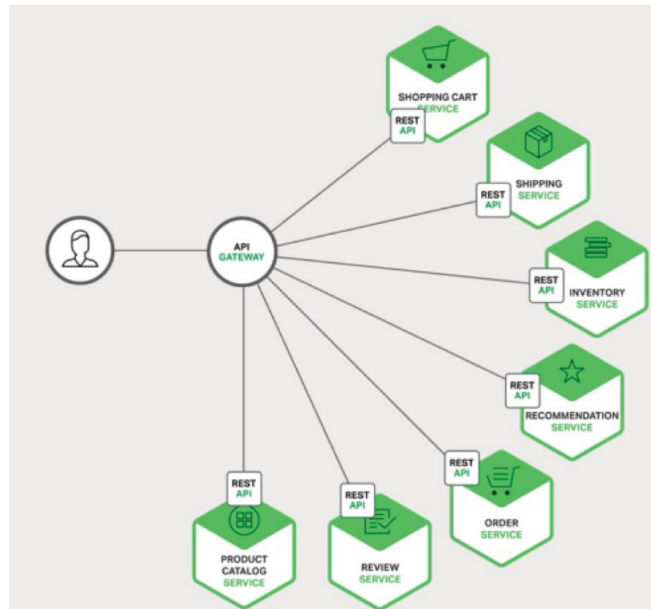 SHOPPING CART
SERVICE
REST
API
SHIPPING
SERVICE
REST
API
API
GATEWAY
INVENTORY
SERVICE
REST
API
RECOMMENDATION
SERVICE
REST
API
ORDER
SERVICE
REST
API
REVIEW
SERVICE
REST
API
PRODUCT
CATALOG
SERVICE
REST
API